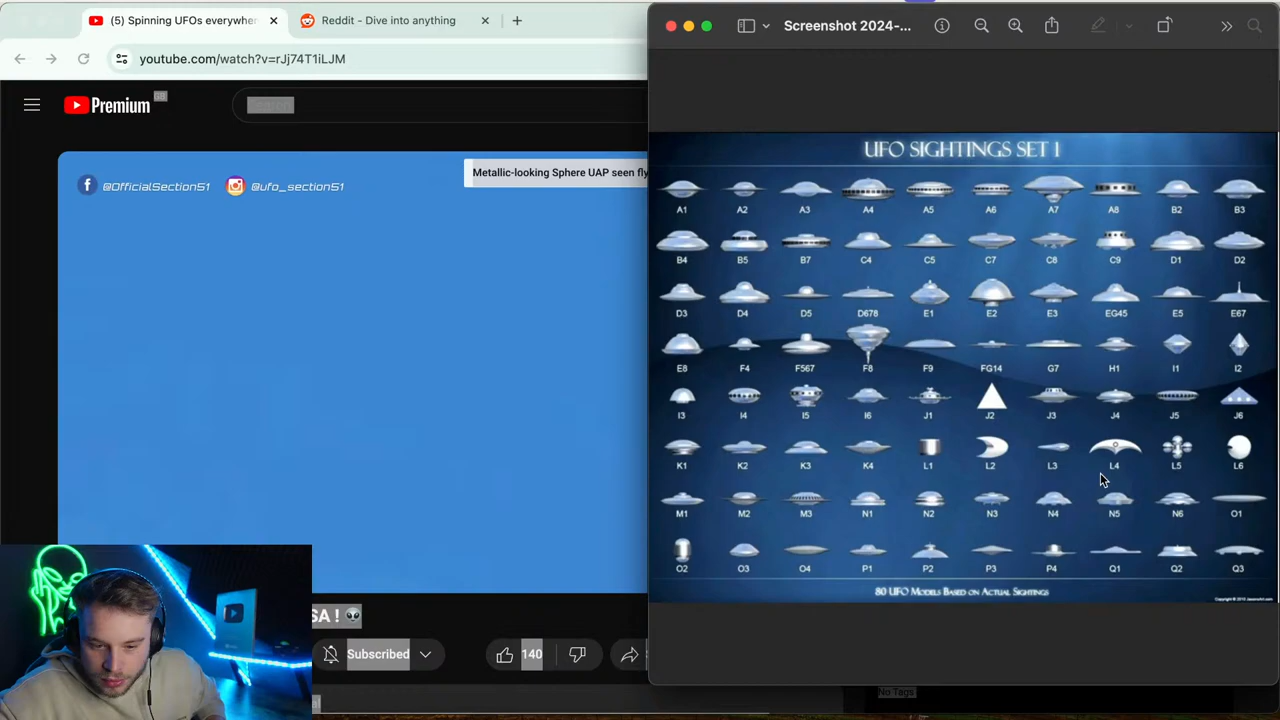 (5) Spinning UFOs everywher
Reddit - Dive into anything
youtube.com/watch?v=rJj74T1iLJM
Premium GB
Search
@OfficialSection51 @ufo_section51
Metallic-looking Sphere UAP seen fly
SA ! 👽
Subscribed
140
No Tags
Screenshot 2024-...
UFO SIGHTINGS SET 1
A1 A2 A3 A4 A5 A6 A7 A8 B2 B3
B4 B5 B7 C4 C5 C7 C8 C9 D1 D2
D3 D4 D5 D678 E1 E2 E3 EG45 E5 E67
E8 F4 F567 F8 F9 FG14 G7 H1 I1 I2
I3 I4 I5 I6 J1 J2 J3 J4 J5 J6
K1 K2 K3 K4 L1 L2 L3 L4 L5 L6
M1 M2 M3 N1 N2 N3 N4 N5 N6 O1
O2 O3 O4 P1 P2 P3 P4 Q1 Q2 Q3
80 UFO MODELS BASED ON ACTUAL SIGHTINGS